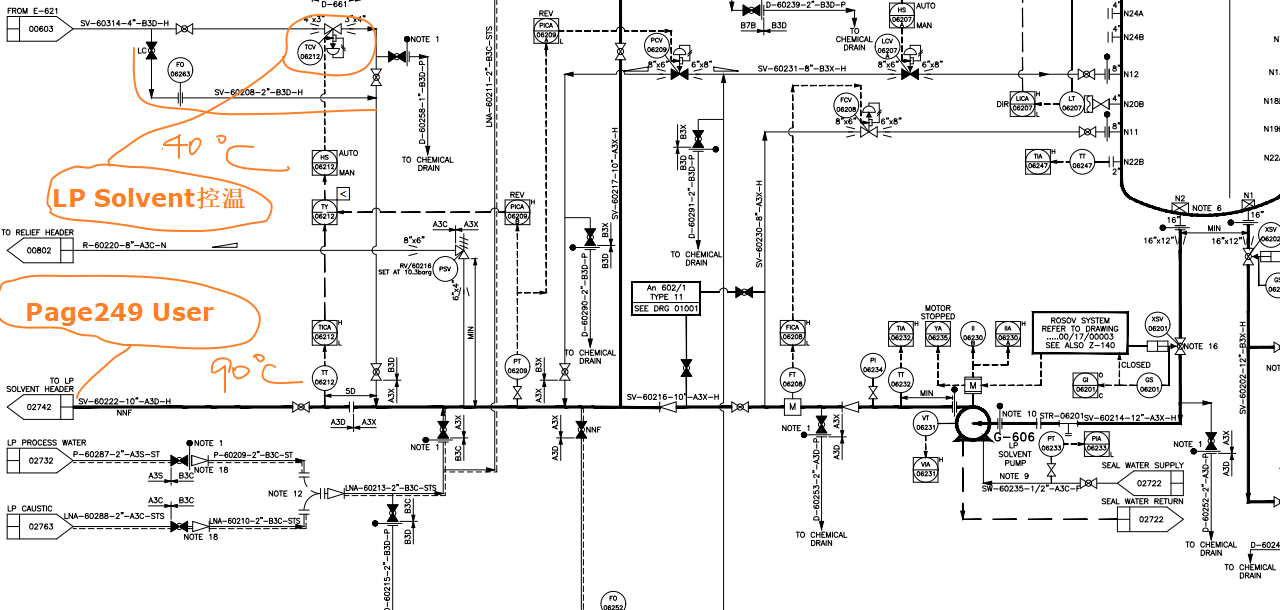 FROM E-621
00603
SV-60314-4"-B3D-H
D-661
4"x3"
3"x4"
TCV
06212
LC
FO
06263
SV-60208-2"-B3D-H
NOTE 1
D-60258-1"-B3D-P
TO CHEMICAL
DRAIN
40°C
LP Solvent控温
HS
06212
AUTO
MAN
TY
06212
<
TO RELIEF HEADER
00802
R-60220-8"-A3C-N
8"x6"
A3C
A3X
RV/60216
SET AT 10.3barg
PSV
6"x4"
MIN
Page249 User
90°C
TICA
06212
H
L
TT
06212
5D
B3D
A3X
TO LP
SOLVENT HEADER
02742
SV-60222-10"-A3D-H
NNF
A3D
A3X
LP PROCESS WATER
02732
P-60287-2"-A3S-ST
NOTE 1
P-60209-2"-B3C-ST
NOTE 18
A3S
B3C
NOTE 12
A3C
B3C
LP CAUSTIC
02763
LNA-60288-2"-A3C-STS
LNA-60210-2"-B3C-STS
NOTE 18
LNA-60213-2"-B3C-STS
NOTE 1
A3X
B3C
B3C
B3D
D-60215-2"-B3D-P
LNA-60211-2"-B3C-STS
REV
PICA
06209
L
REV
PICA
06209
H
PT
06209
B3D
A3X
A3X
A3D
NNF
D-60290-2"-B3D-P
B3X
B3D
TO CHEMICAL
DRAIN
SV-60217-10"-A3X-H
B3X
B3D
FO
06252
PCV
06209
8"x6"
6"x8"
SV-60231-8"-B3X-H
D-60239-2"-B3D-P
B7B
B3D
TO
CHEMICAL
DRAIN
HS
06207
AUTO
MAN
LCV
06207
8"x6"
6"x8"
FCV
06208
8"x6"
6"x8"
B3X
B3D
D-60291-2"-B3D-P
TO CHEMICAL
DRAIN
SV-60230-8"-B3X-H
An 602/1
TYPE 11
SEE DRG 01001
SV-60216-10"-A3X-H
FICA
06208
H
L
FT
06208
M
NOTE 1
A3X
A3D
D-60253-2"-A3D-P
TO CHEMICAL
DRAIN
PI
06234
TIA
06232
H
TT
06232
MIN
MOTOR
STOPPED
YA
06235
II
06230
IIA
06230
H
M
VT
06231
VIA
06231
H
G-606
LP
SOLVENT
PUMP
NOTE 10
STR-06201
SV-60214-12"-A3X-H
PT
06233
PIA
06233
L
NOTE 9
SW-60235-1/2"-A3C-P
SEAL WATER SUPPLY
02722
SEAL WATER RETURN
02722
ROSOV SYSTEM
REFER TO DRAWING
.....00/17/00003
SEE ALSO Z-140
CLOSED
GI
06201
O
C
GS
06201
XSV
06201
NOTE 16
NOTE 1
A3X
A3D
D-60252-2"-A3D-P
TO CHEMICAL
DRAIN
SV-60202-12"-B3X-H
TO CHEMICAL
DRAIN
N24A
4"
N24B
4"
N12
8"
N20B
4"
N11
8"
N22B
2"
DIR
LICA
06207
H
L
LT
06207
TIA
06247
H
TT
06247
N2
NOTE 6
N1
16"
16"
16"x12"
16"x12"
MIN
XSV
N18
N19
N22